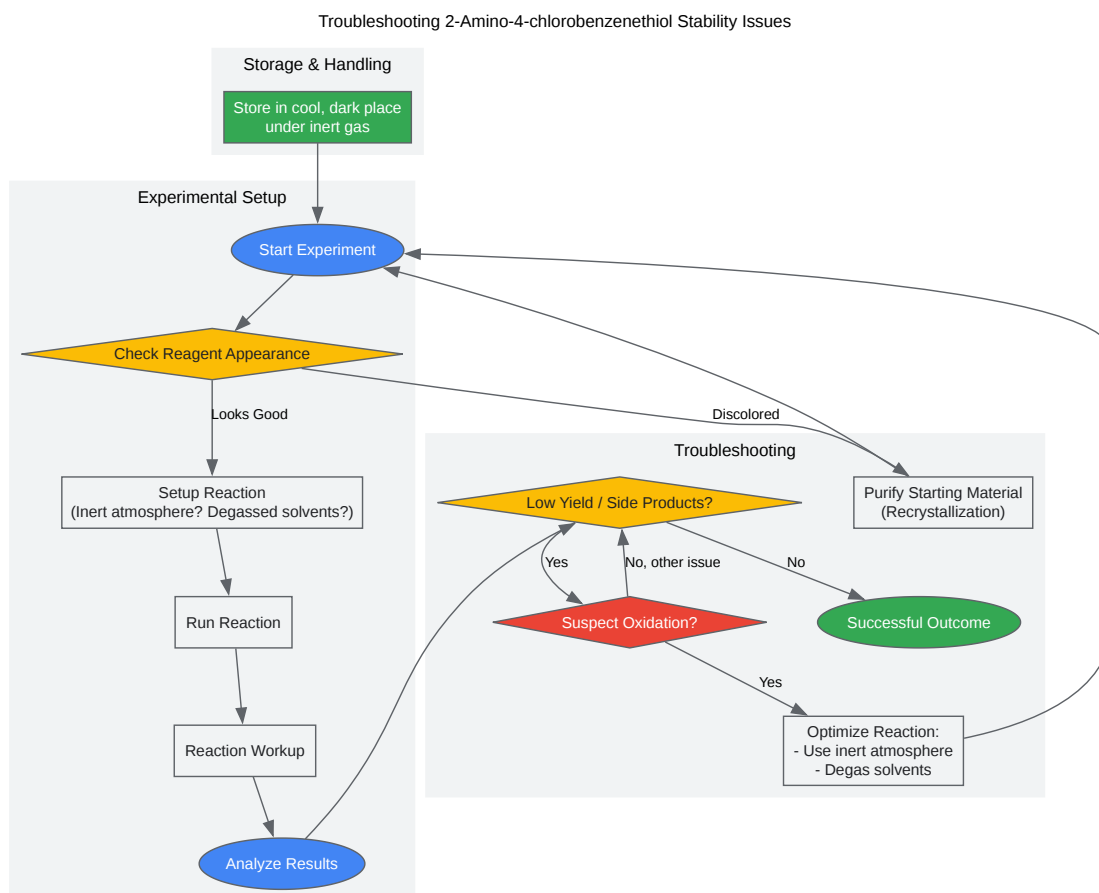 Troubleshooting 2-Amino-4-chlorobenzenethiol Stability Issues
Storage & Handling
Store in cool, dark place
under inert gas
Experimental Setup
Start Experiment
Check Reagent Appearance
Looks Good
Discolored
Troubleshooting
Setup Reaction
(Inert atmosphere? Degassed solvents?)
Low Yield / Side Products?
Purify Starting Material
(Recrystallization)
Yes
No, other issue
No
Run Reaction
Suspect Oxidation?
Successful Outcome
Yes
Reaction Workup
Optimize Reaction:
- Use inert atmosphere
- Degas solvents
Analyze Results